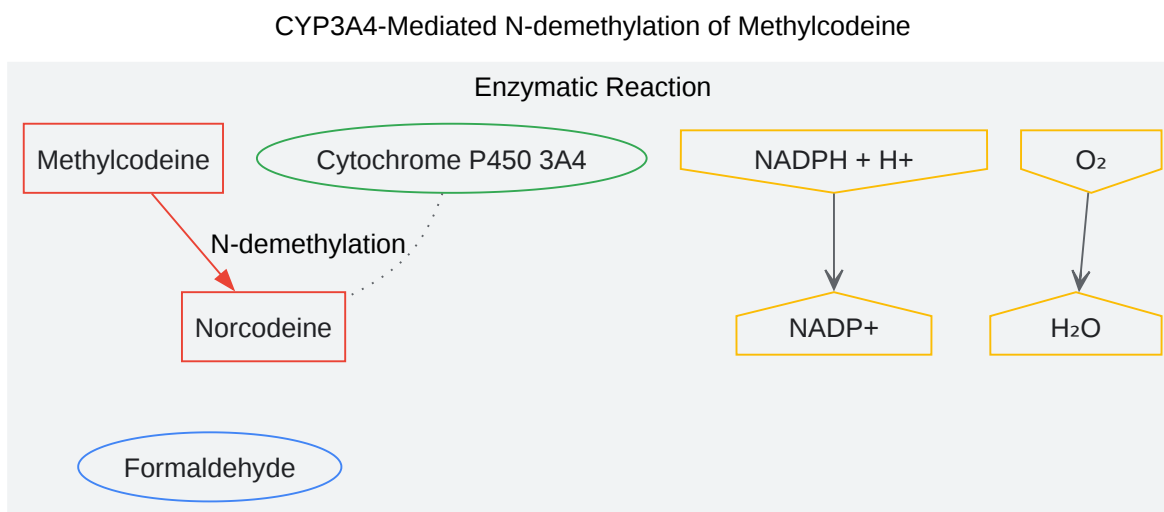 CYP3A4-Mediated N-demethylation of Methylcodeine
Enzymatic Reaction
Methylcodeine
Cytochrome P450 3A4
NADPH + H+
O₂
N-demethylation
Norcodeine
NADP+
H₂O
Formaldehyde